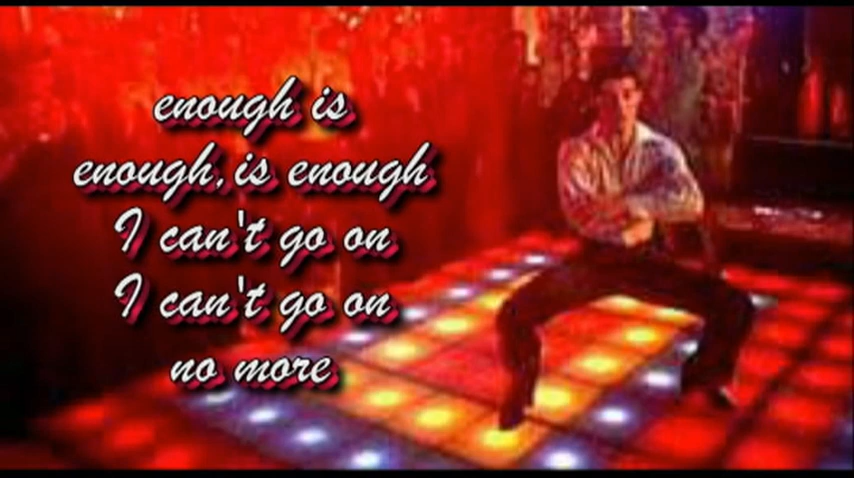 enough is
enough, is enough
I can't go on
I can't go on
no more